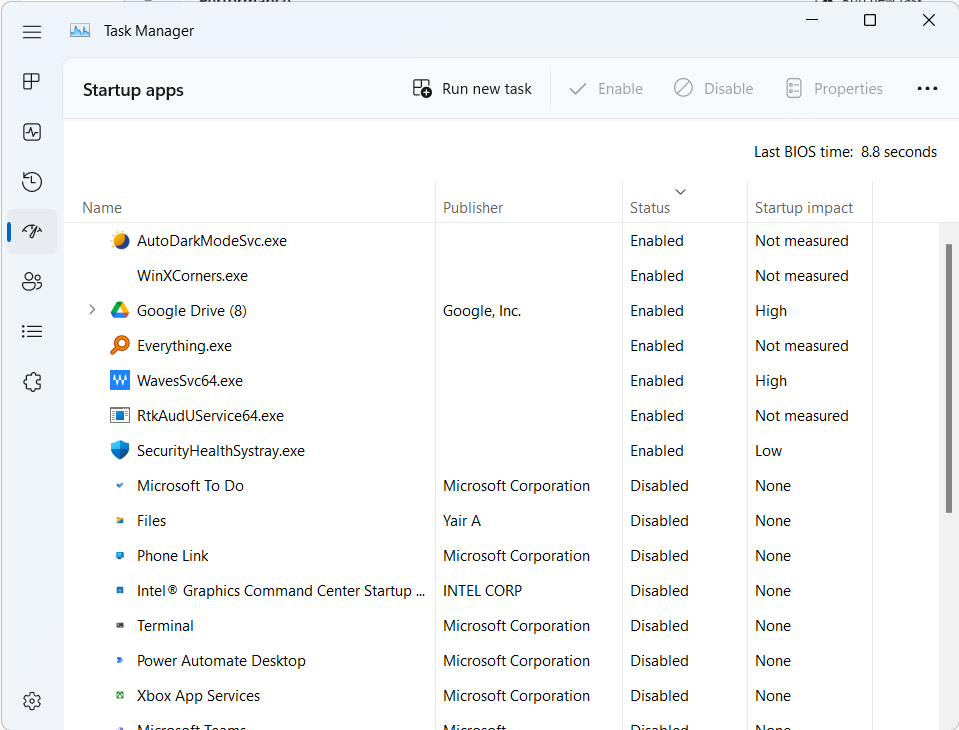 Task Manager
Startup apps Run new task Enable Disable Properties
Last BIOS time: 8.8 seconds
Name Publisher Status Startup impact
AutoDarkModeSvc.exe Enabled Not measured
WinXCorners.exe Enabled Not measured
Google Drive (8) Google, Inc. Enabled High
Everything.exe Enabled Not measured
WavesSvc64.exe Enabled High
RtkAudUService64.exe Enabled Not measured
SecurityHealthSystray.exe Enabled Low
Microsoft To Do Microsoft Corporation Disabled None
Files Yair A Disabled None
Phone Link Microsoft Corporation Disabled None
Intel® Graphics Command Center Startup ... INTEL CORP Disabled None
Terminal Microsoft Corporation Disabled None
Power Automate Desktop Microsoft Corporation Disabled None
Xbox App Services Microsoft Corporation Disabled None
Microsoft Teams Microsoft Disabled None